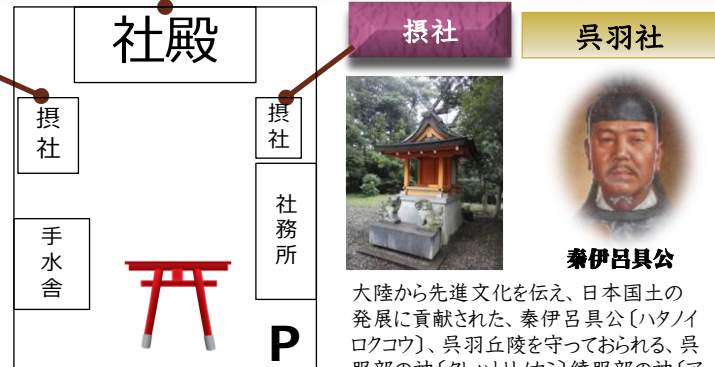 社殿
摂社
摂社
手水舎
社務所
P
摂社
呉羽社
秦伊呂具公
大陸から先進文化を伝え、日本国土の
発展に貢献された、秦伊呂具公〔ハタノイ
ロクコウ〕、呉羽丘陵を守っておられる、呉